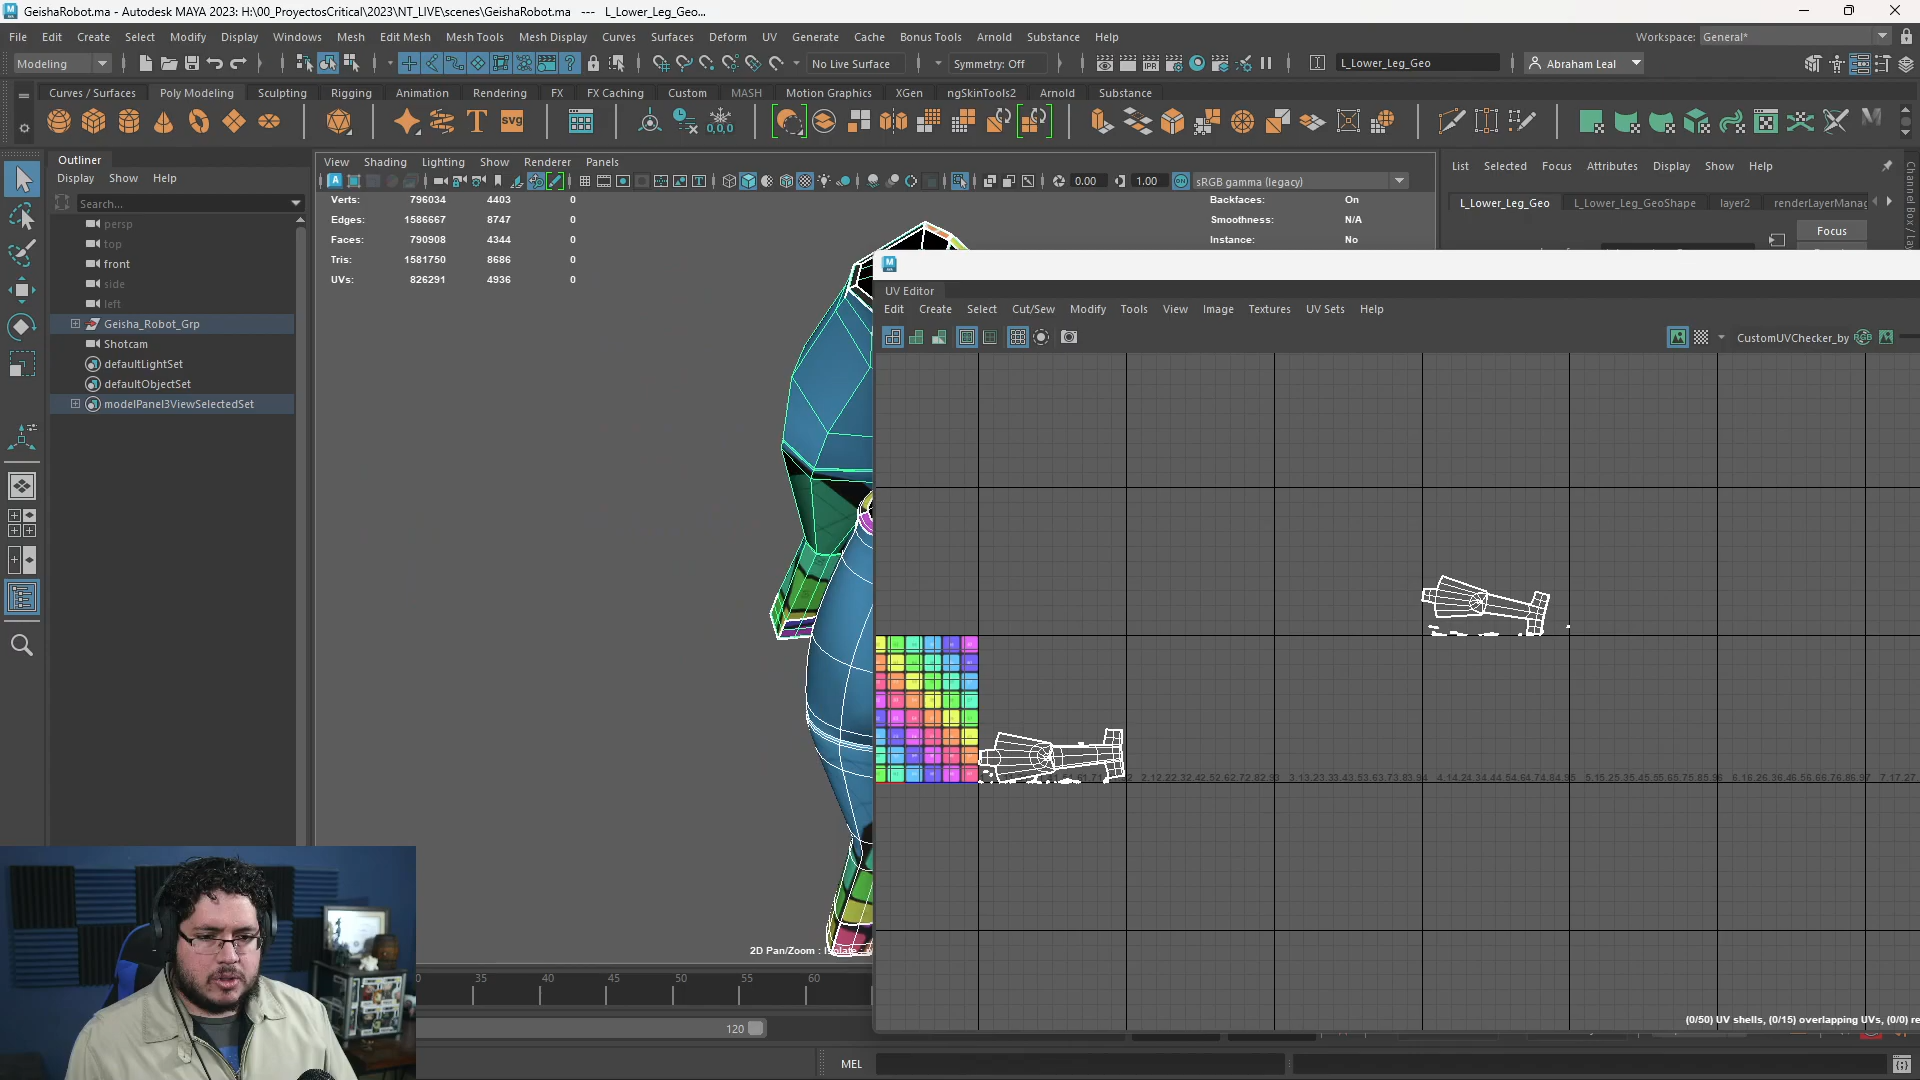 GeishaRobot.ma - Autodesk MAYA 2023: H:\00_ProyectosCritical\2023\NT_LIVE\scenes\GeishaRobot.ma --- L_Lower_Leg_Geo...
File Edit Create Select Modify Display Windows Mesh Edit Mesh Mesh Tools Mesh Display Curves Surfaces Deform UV Generate Cache Bonus Tools Arnold Substance Help
Workspace: General*
Modeling
No Live Surface
Symmetry: Off
L_Lower_Leg_Geo
Abraham Leal
Curves / Surfaces Poly Modeling Sculpting Rigging Animation Rendering FX FX Caching Custom MASH Motion Graphics XGen ngSkinTools2 Arnold Substance
svg
0,0,0
Outliner
Display Show Help
Search...
persp
top
front
side
left
Geisha_Robot_Grp
Shotcam
defaultLightSet
defaultObjectSet
modelPanel3ViewSelectedSet
View Shading Lighting Show Renderer Panels
0.00
1.00
sRGB gamma (legacy)
Verts: 796034 4403 0
Edges: 1586667 8747 0
Faces: 790908 4344 0
Tris: 1581750 8686 0
UVs: 826291 4936 0
Backfaces: On
Smoothness: N/A
Instance: No
List Selected Focus Attributes Display Show Help
L_Lower_Leg_Geo L_Lower_Leg_GeoShape layer2
Focus
Channel Box / Lay
UV Editor
Edit Create Select Cut/Sew Modify Tools View Image Textures UV Sets Help
CustomUVChecker_by
2D Pan/Zoom :
(0/50) UV shells, (0/15) overlapping UVs, (0/0) re
35 40 45 50 55 60
120
MEL